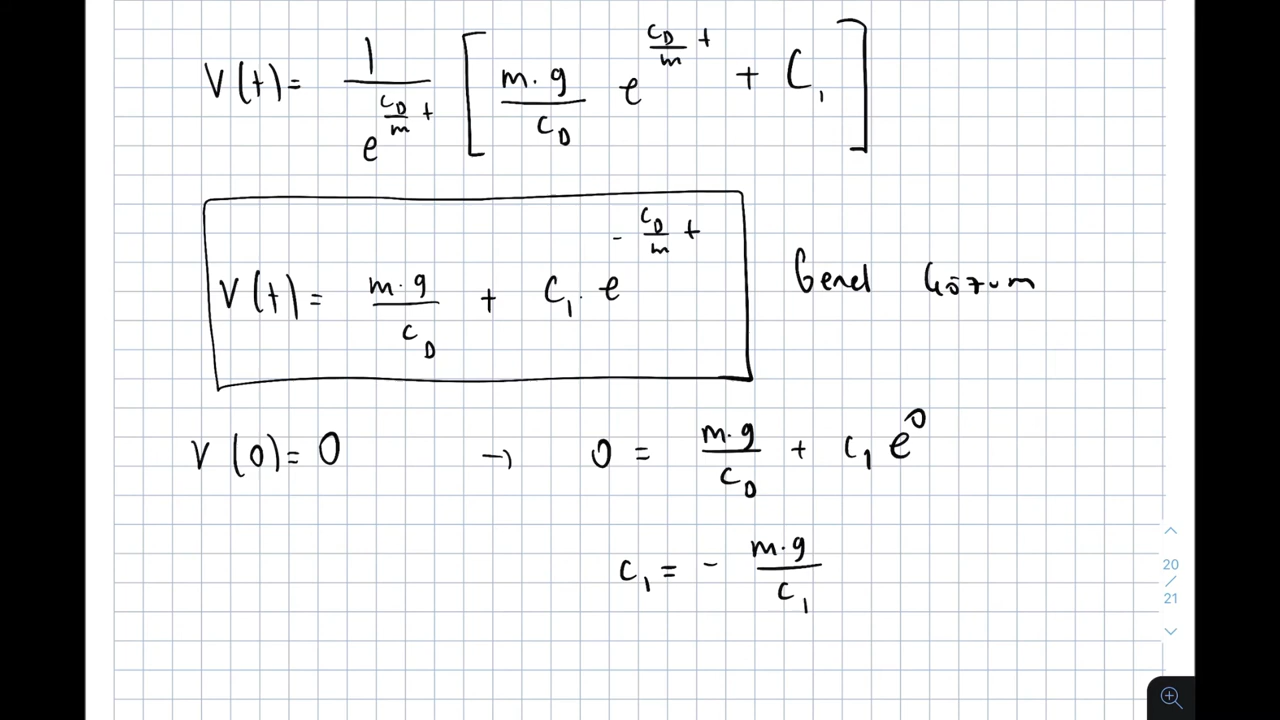 V(t) = 1 / e^(c_D/m t) [ m.g / c_D e^(c_D/m t) + C_1 ]
V(t) = m.g / c_D + C_1 . e^(- c_D/m t) Genel Çözüm
V(0) = 0 → 0 = m.g / c_D + c_1 e^0
c_1 = - m.g / c_1
20
/
21